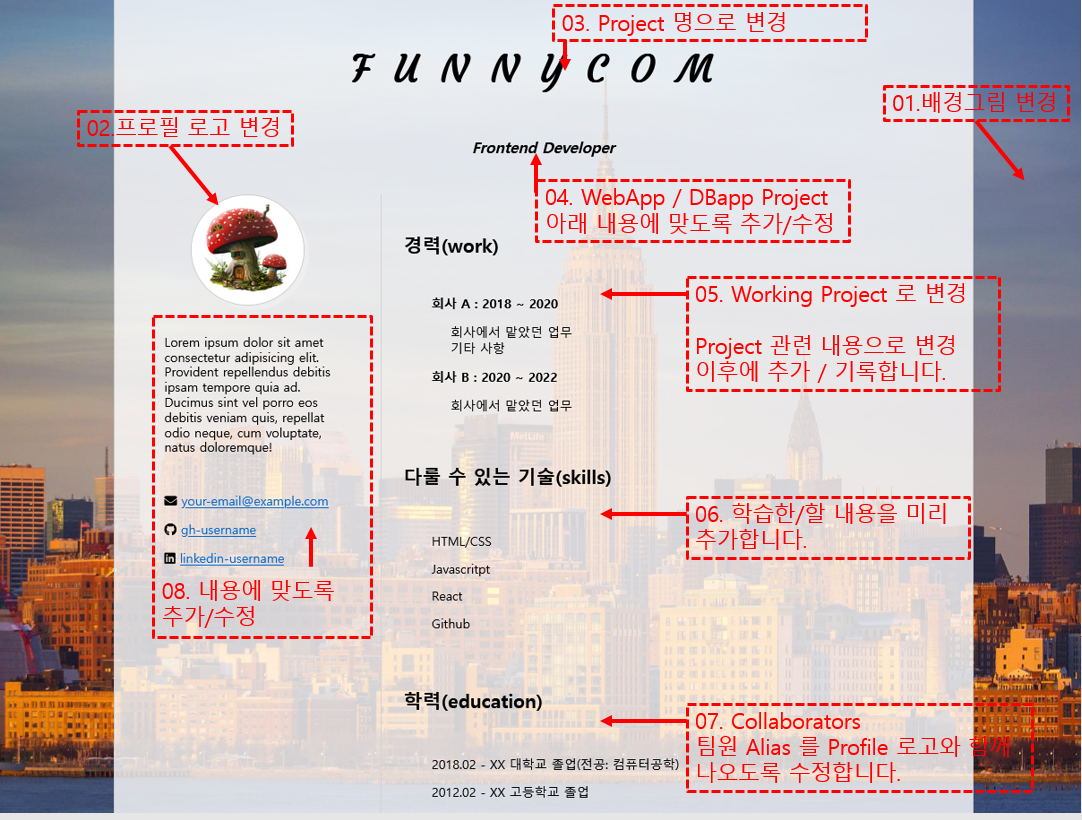 03. Project 명으로 변경
FUNNYCOM
01.배경그림 변경
02.프로필 로고 변경
Frontend Developer
04. WebApp / DBapp Project
아래 내용에 맞도록 추가/수정
경력(work)
회사 A : 2018 ~ 2020
회사에서 맡았던 업무
기타 사항
회사 B : 2020 ~ 2022
회사에서 맡았던 업무
05. Working Project 로 변경
Project 관련 내용으로 변경
이후에 추가 / 기록합니다.
Lorem ipsum dolor sit amet
consectetur adipisicing elit.
Provident repellendus debitis
ipsam tempore quia ad.
Ducimus sint vel porro eos
debitis veniam quis, repellat
odio neque, cum voluptate,
natus doloremque!
your-email@example.com
gh-username
linkedin-username
08. 내용에 맞도록
추가/수정
다룰 수 있는 기술(skills)
HTML/CSS
Javascritpt
React
Github
06. 학습한/할 내용을 미리
추가합니다.
학력(education)
2018.02 - XX 대학교 졸업(전공: 컴퓨터공학)
2012.02 - XX 고등학교 졸업
07. Collaborators
팀원 Alias 를 Profile 로고와 함께
나오도록 수정합니다.
MetLife